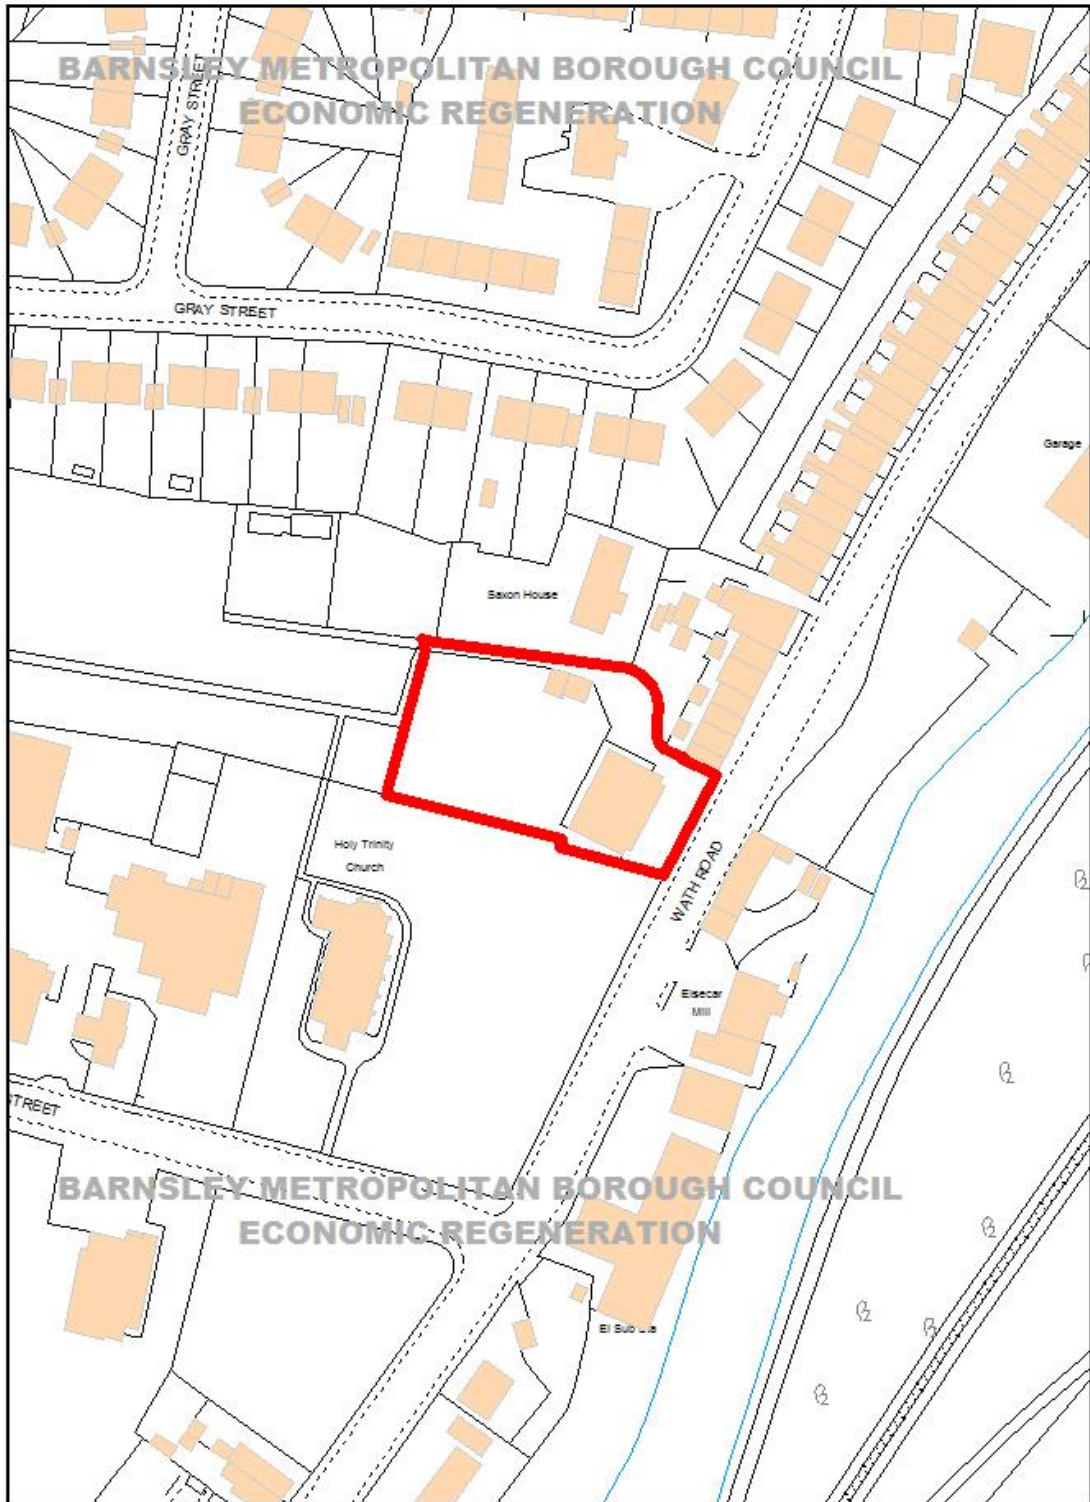 BARNSLEY METROPOLITAN BOROUGH COUNCIL
ECONOMIC REGENERATION
GRAY STREET
GRAY STREET
Garage
Saxon House
Holy Trinity
Church
WATH ROAD
Elsecar
Mill
STREET
BARNSLEY METROPOLITAN BOROUGH COUNCIL
ECONOMIC REGENERATION
El Sub